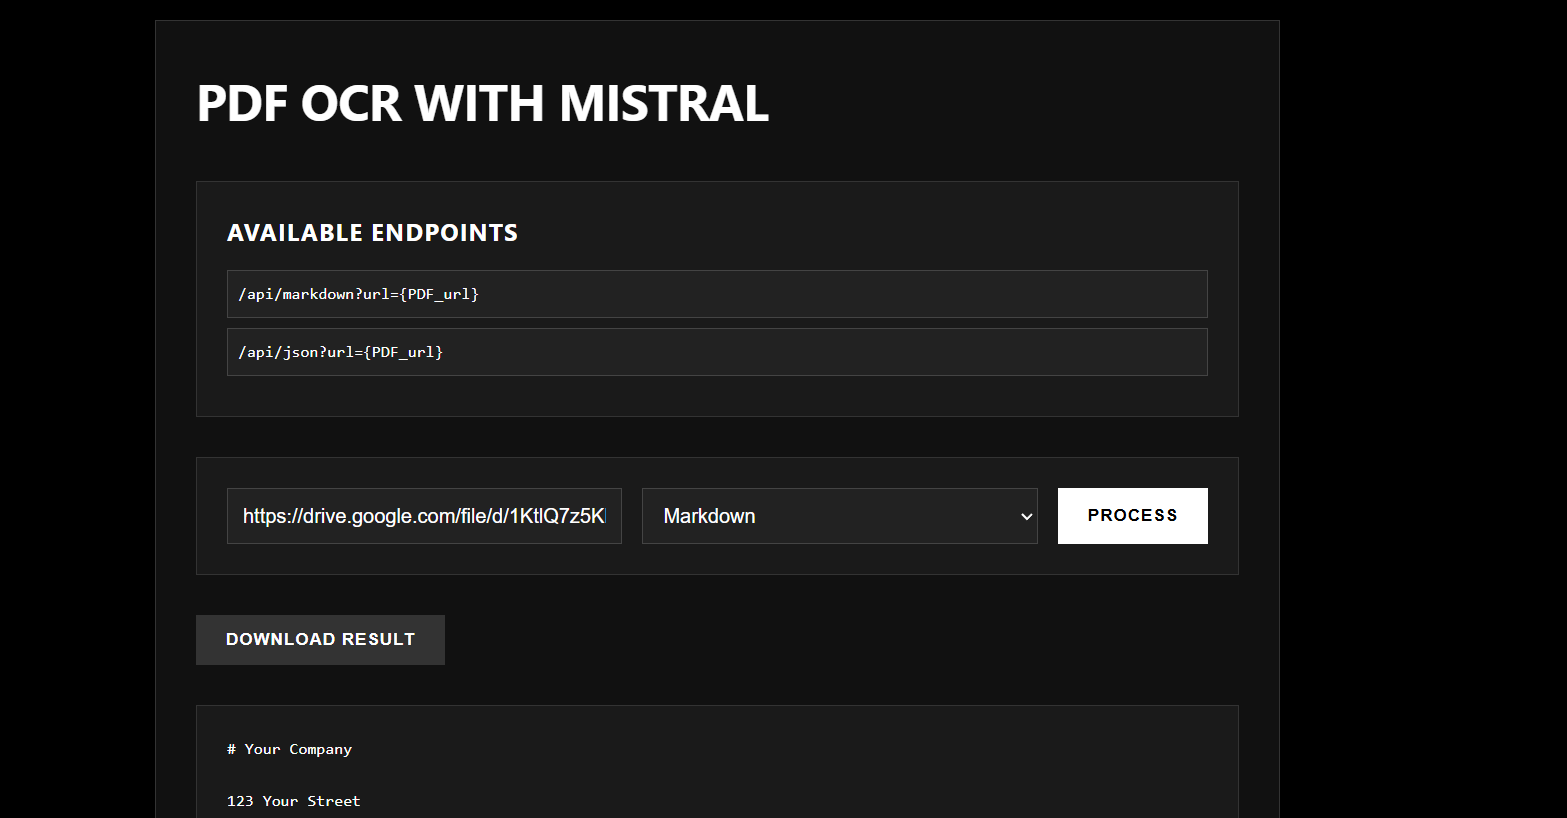 PDF OCR WITH MISTRAL
AVAILABLE ENDPOINTS
/api/markdown?url={PDF_url}
/api/json?url={PDF_url}
https://drive.google.com/file/d/1KtlQ7z5K
Markdown
PROCESS
DOWNLOAD RESULT
# Your Company
123 Your Street